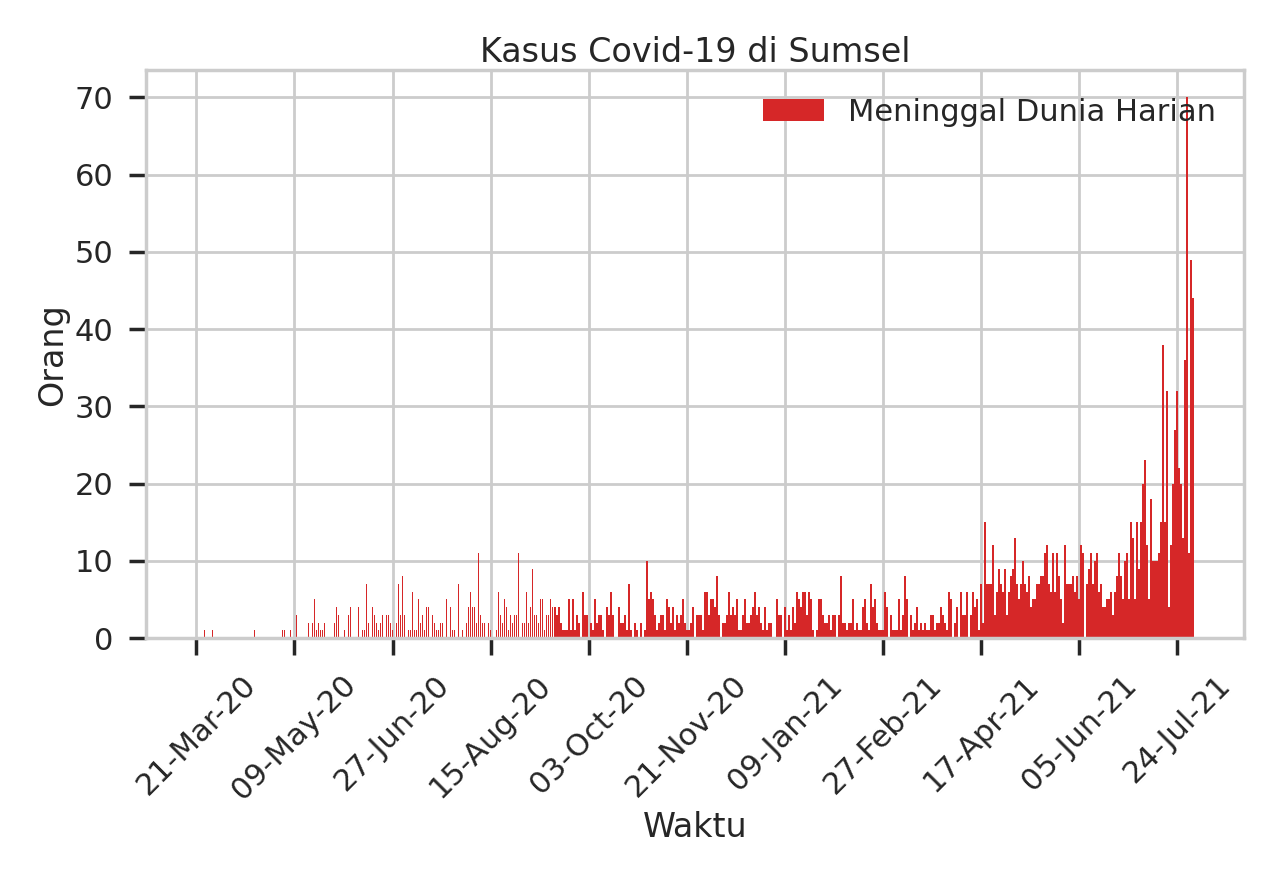 Kasus Covid-19 di Sumsel
Meninggal Dunia Harian
Orang
70
60
50
40
30
20
10
0
21-Mar-20
09-May-20
27-Jun-20
15-Aug-20
03-Oct-20
21-Nov-20
09-Jan-21
27-Feb-21
17-Apr-21
05-Jun-21
24-Jul-21
Waktu